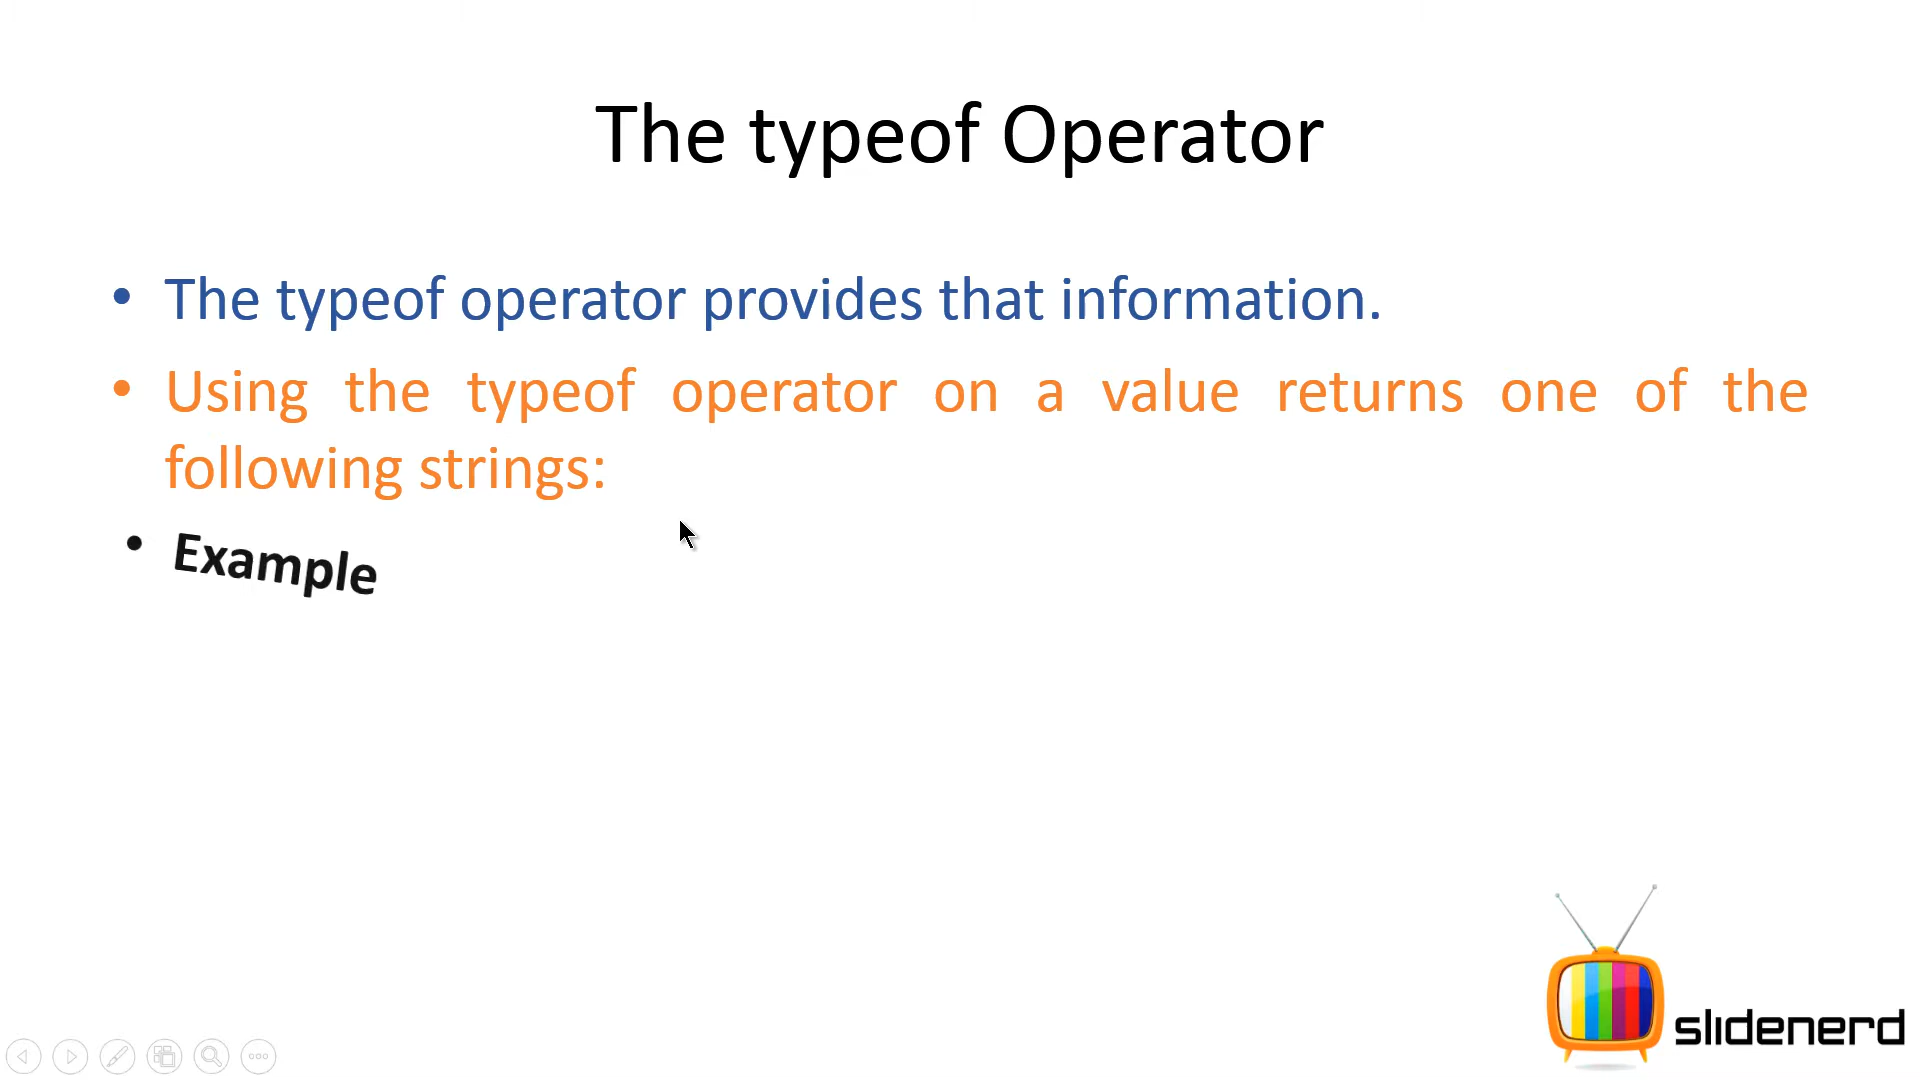 The typeof Operator
• The typeof operator provides that information.
• Using the typeof operator on a value returns one of the
following strings:
• Example
slidenerd